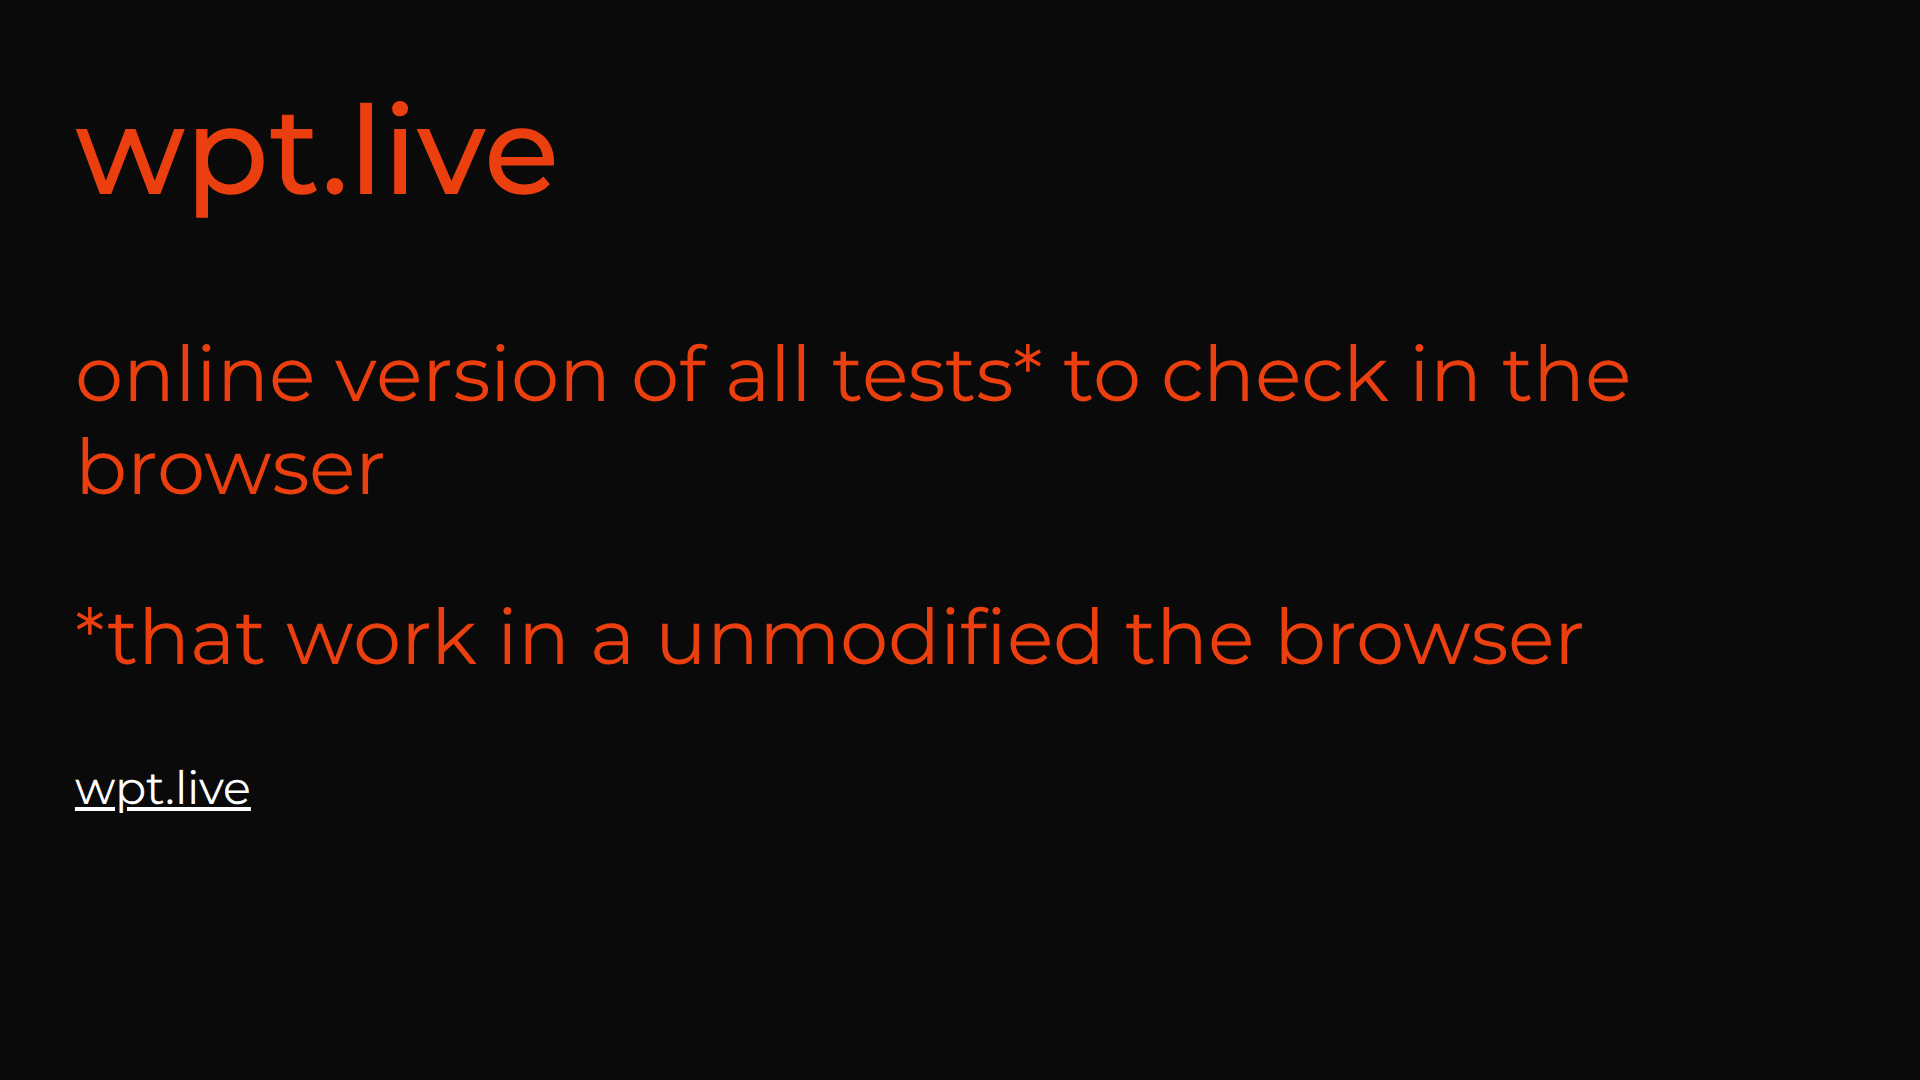 wpt.live
online version of all tests* to check in the
browser
*that work in a unmodified the browser
wpt.live